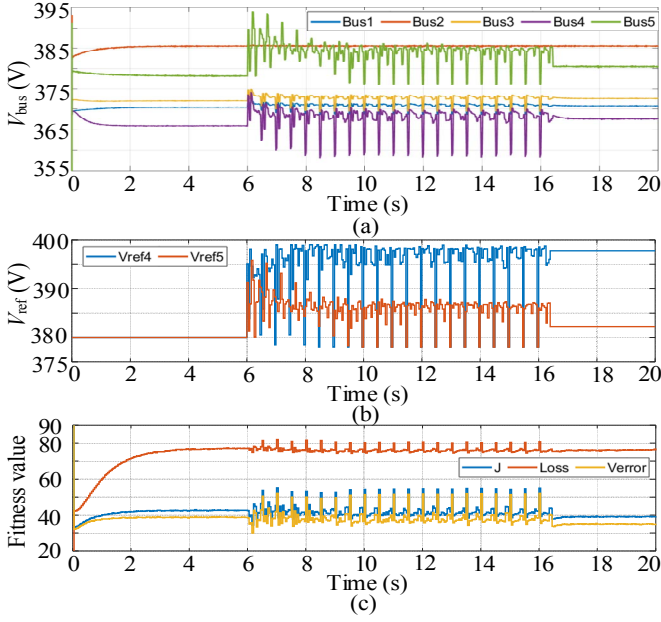 Bus1 Bus2 Bus3 Bus4 Bus5
395
385
375
365
355
V_bus (V)
0 2 4 6 8 10 12 14 16 18 20
Time (s)
(a)
Vref4 Vref5
400
390
380
375
V_ref (V)
0 2 4 6 8 10 12 14 16 18 20
Time (s)
(b)
90
80
60
40
20
Fitness value
J Loss Verror
0 2 4 6 8 10 12 14 16 18 20
Time (s)
(c)